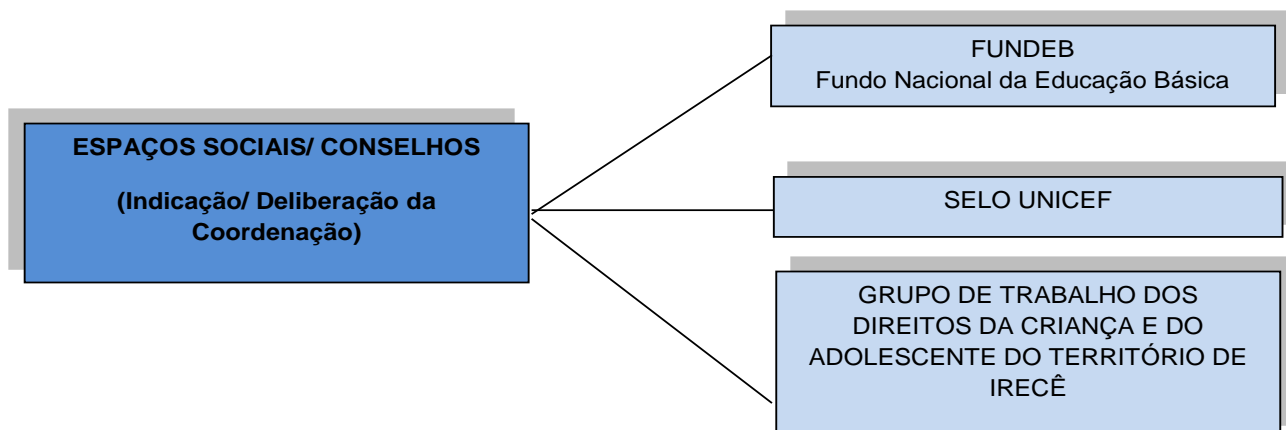 ESPAÇOS SOCIAIS/ CONSELHOS
(Indicação/ Deliberação da
Coordenação)
FUNDEB
Fundo Nacional da Educação Básica
SELO UNICEF
GRUPO DE TRABALHO DOS
DIREITOS DA CRIANÇA E DO
ADOLESCENTE DO TERRITÓRIO DE
IRECÊ